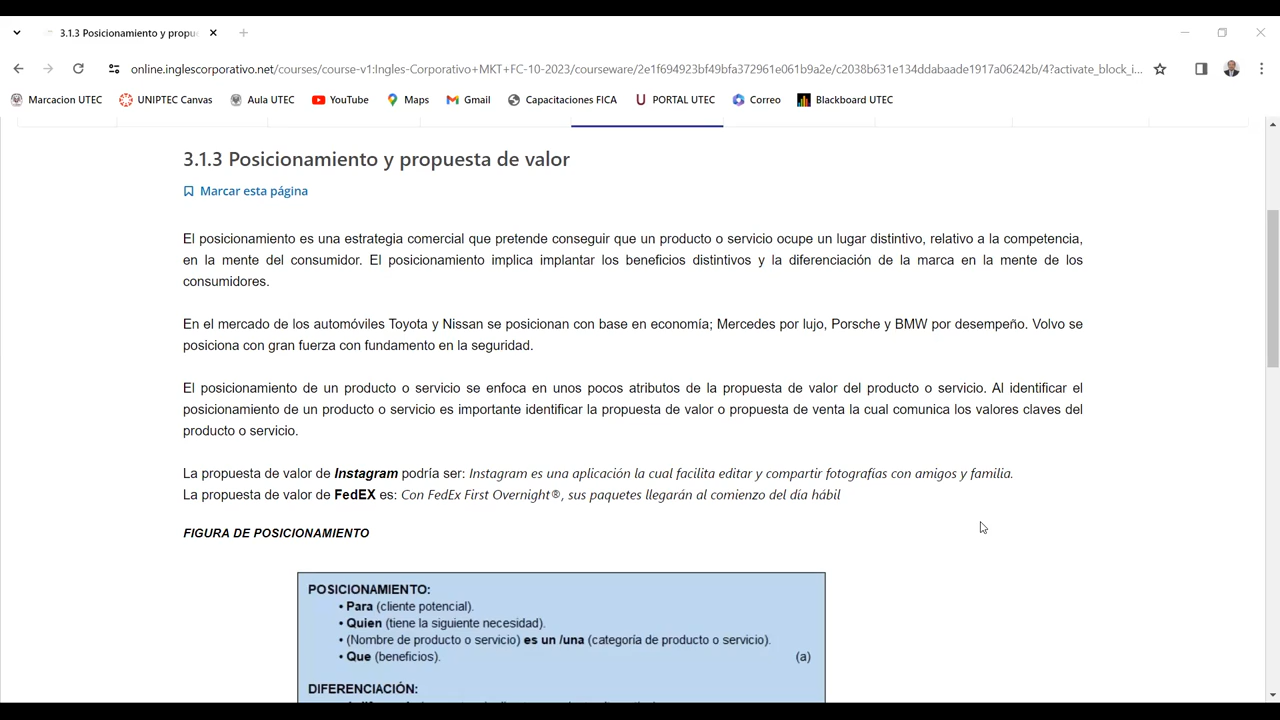 3.1.3 Posicionamiento y propu
online.inglescorporativo.net/courses/course-v1:Ingles-Corporativo+MKT+FC-10-2023/courseware/2e1f694923bf49bfa372961e061b9a2e/c2038b631e134ddabaade1917a06242b/4?activate_block_i...
Marcacion UTEC UNIPTEC Canvas Aula UTEC YouTube Maps Gmail Capacitaciones FICA PORTAL UTEC Correo Blackboard UTEC
3.1.3 Posicionamiento y propuesta de valor
Marcar esta página
El posicionamiento es una estrategia comercial que pretende conseguir que un producto o servicio ocupe un lugar distintivo, relativo a la competencia,
en la mente del consumidor. El posicionamiento implica implantar los beneficios distintivos y la diferenciación de la marca en la mente de los
consumidores.
En el mercado de los automóviles Toyota y Nissan se posicionan con base en economía; Mercedes por lujo, Porsche y BMW por desempeño. Volvo se
posiciona con gran fuerza con fundamento en la seguridad.
El posicionamiento de un producto o servicio se enfoca en unos pocos atributos de la propuesta de valor del producto o servicio. Al identificar el
posicionamiento de un producto o servicio es importante identificar la propuesta de valor o propuesta de venta la cual comunica los valores claves del
producto o servicio.
La propuesta de valor de Instagram podría ser: Instagram es una aplicación la cual facilita editar y compartir fotografías con amigos y familia.
La propuesta de valor de FedEX es: Con FedEx First Overnight®, sus paquetes llegarán al comienzo del día hábil
FIGURA DE POSICIONAMIENTO
POSICIONAMIENTO:
• Para (cliente potencial).
• Quien (tiene la siguiente necesidad).
• (Nombre de producto o servicio) es un /una (categoría de producto o servicio).
• Que (beneficios). (a)
DIFERENCIACIÓN: